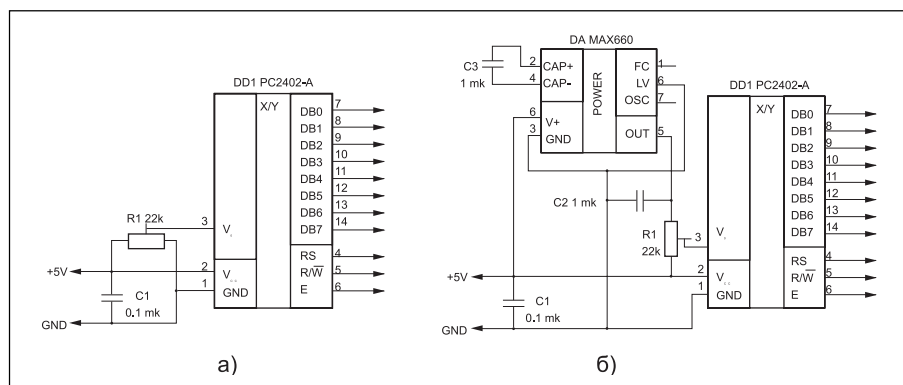 DD1 PC2402-A
X/Y
DB0 7
DB1 8
DB2 9
DB3 10
DB4 11
DB5 12
DB6 13
DB7 14
R1 22k
3
V
RS 4
R/W 5
E 6
+5V
2 V
1 GND
C1
0.1 mk
GND
а)
DA MAX660
C3
1 mk
2 CAP+
4 CAP-
POWER
FC 1
LV 6
OSC 7
6 V+
3 GND
OUT 5
C2 1 mk
R1
22k
DD1 PC2402-A
X/Y
DB0 7
DB1 8
DB2 9
DB3 10
DB4 11
DB5 12
DB6 13
DB7 14
3
V
RS 4
R/W 5
E 6
+5V
2 V
1 GND
C1
0.1 mk
GND
б)